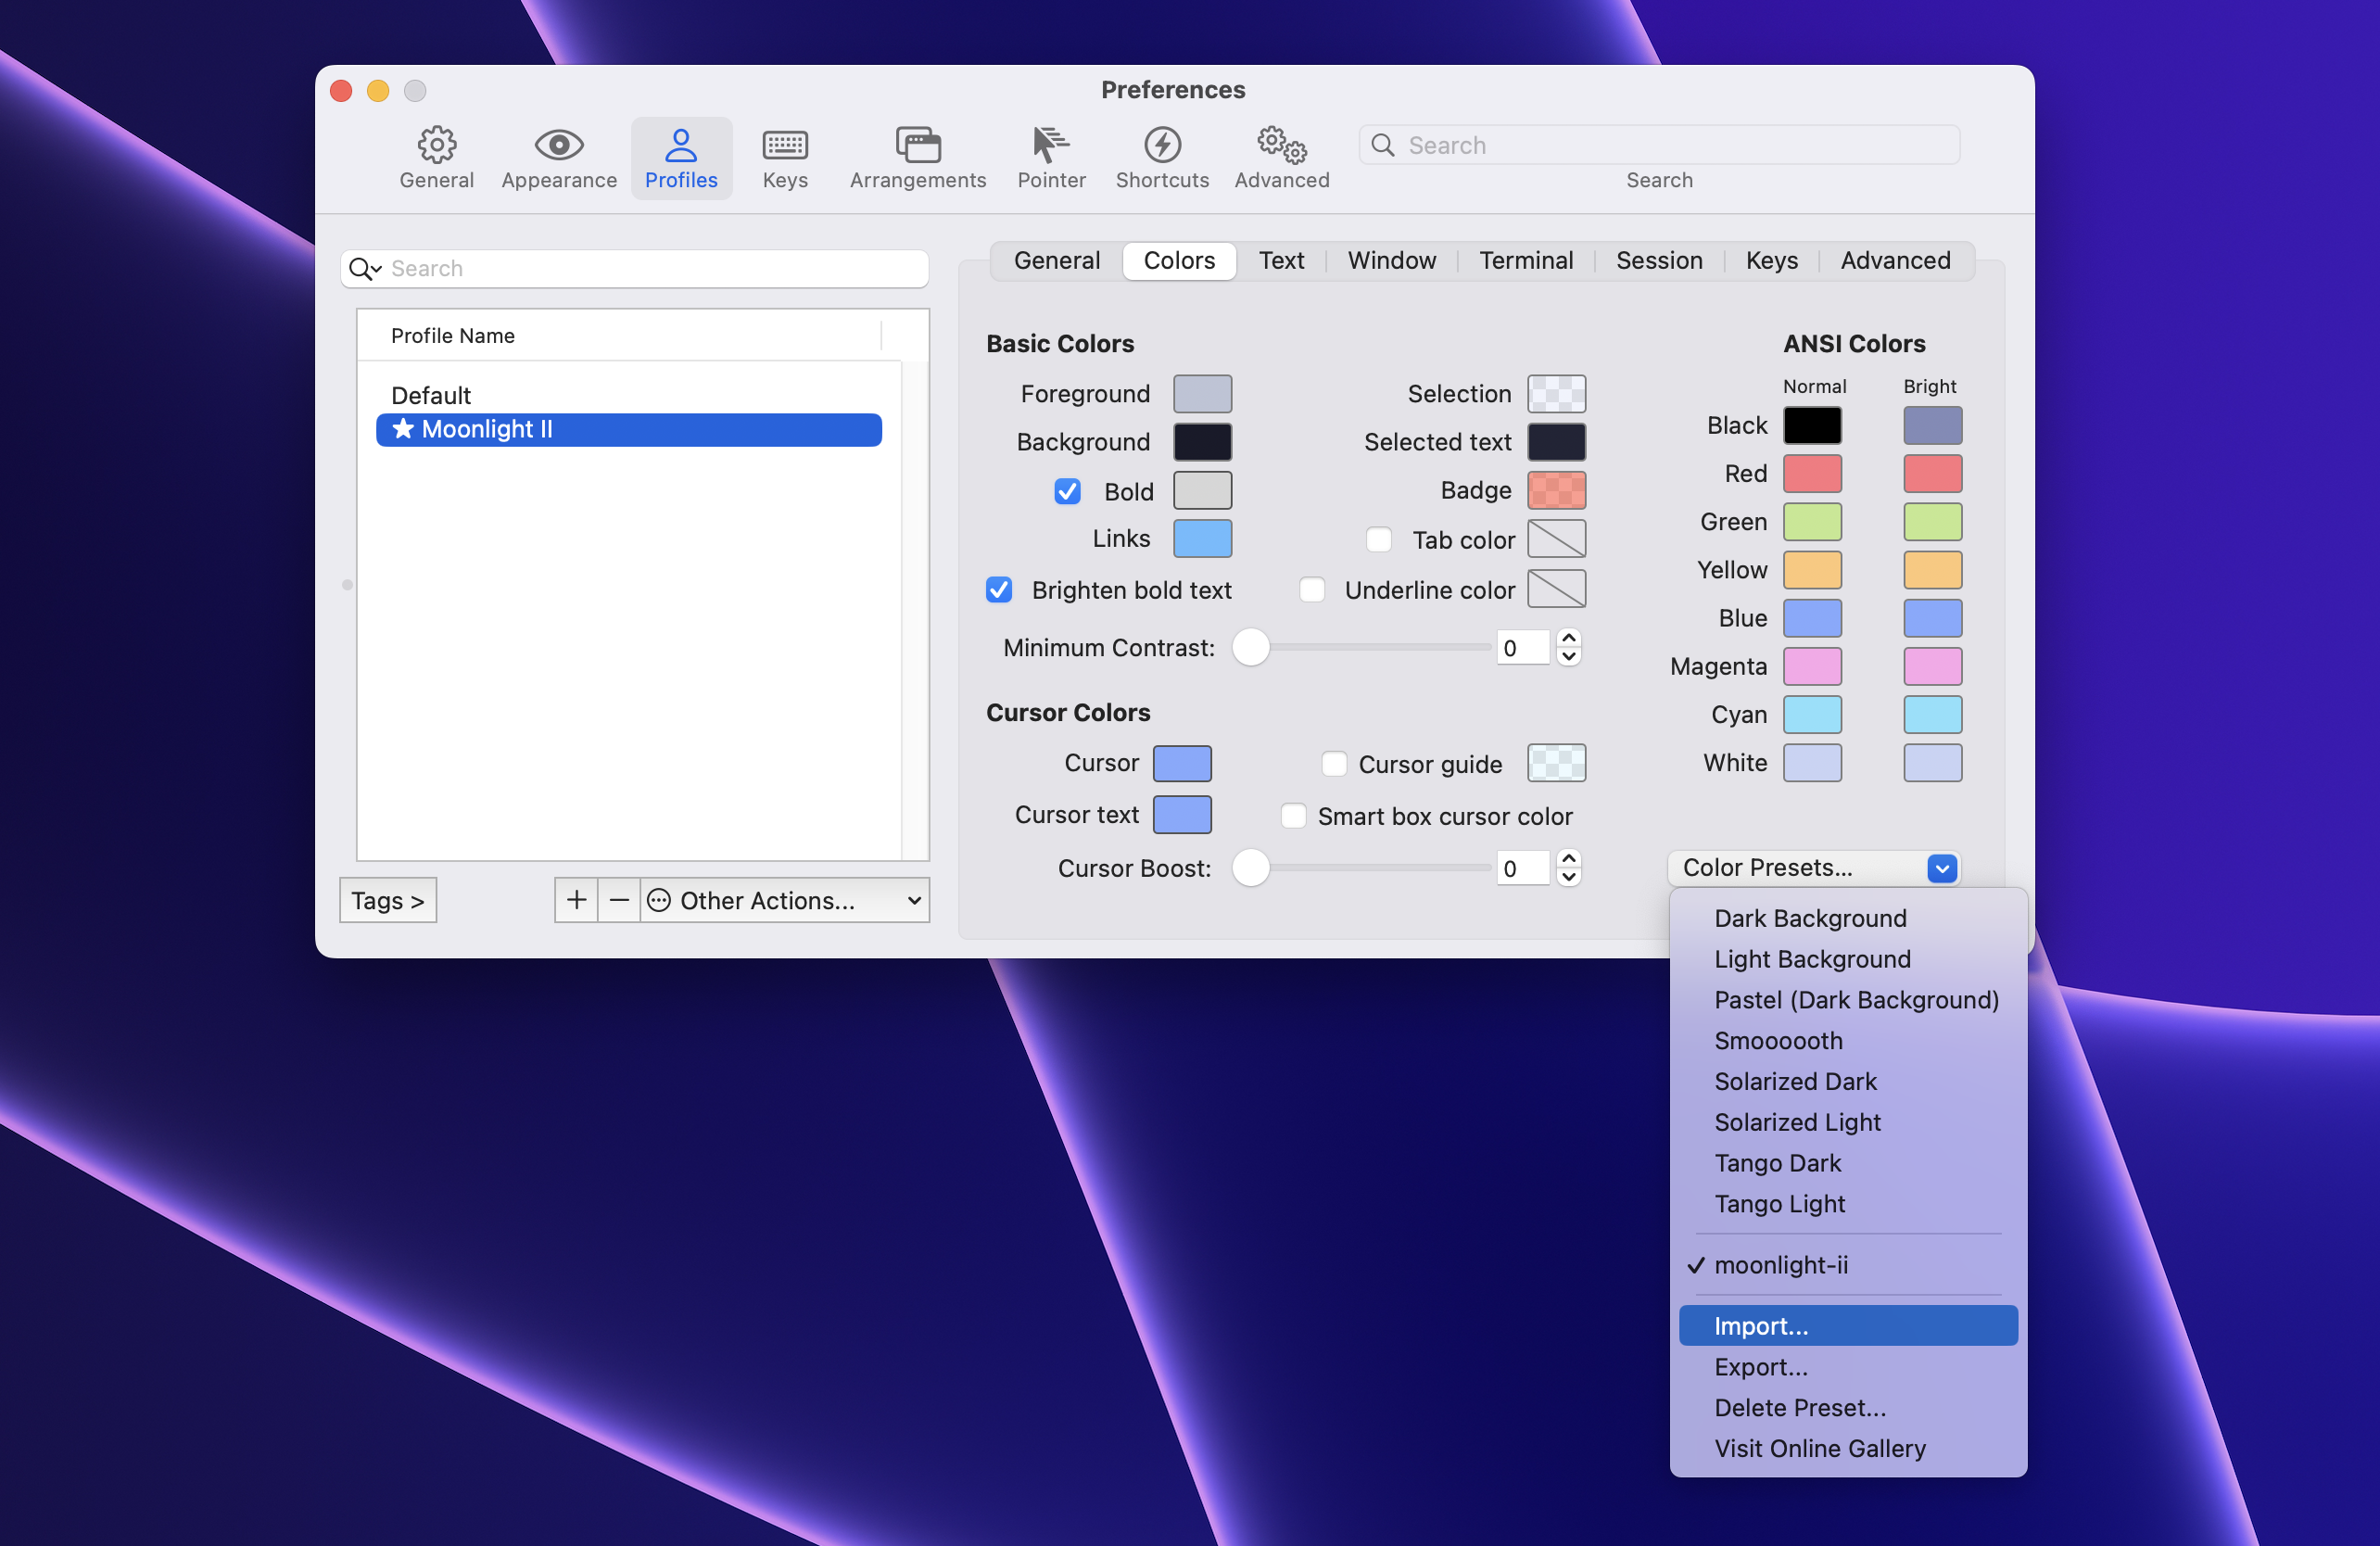 Preferences
General
Appearance
Profiles
Keys
Arrangements
Pointer
Shortcuts
Advanced
Search
Search
Search
Profile Name
Default
★ Moonlight II
Tags >
+
−
Other Actions...
General
Colors
Text
Window
Terminal
Session
Keys
Advanced
Basic Colors
Foreground
Background
Bold
Links
Brighten bold text
Selection
Selected text
Badge
Tab color
Underline color
Minimum Contrast:
0
Cursor Colors
Cursor
Cursor text
Cursor guide
Smart box cursor color
Cursor Boost:
0
ANSI Colors
Normal
Bright
Black
Red
Green
Yellow
Blue
Magenta
Cyan
White
Color Presets...
Dark Background
Light Background
Pastel (Dark Background)
Smoooooth
Solarized Dark
Solarized Light
Tango Dark
Tango Light
✓ moonlight-ii
Import...
Export...
Delete Preset...
Visit Online Gallery